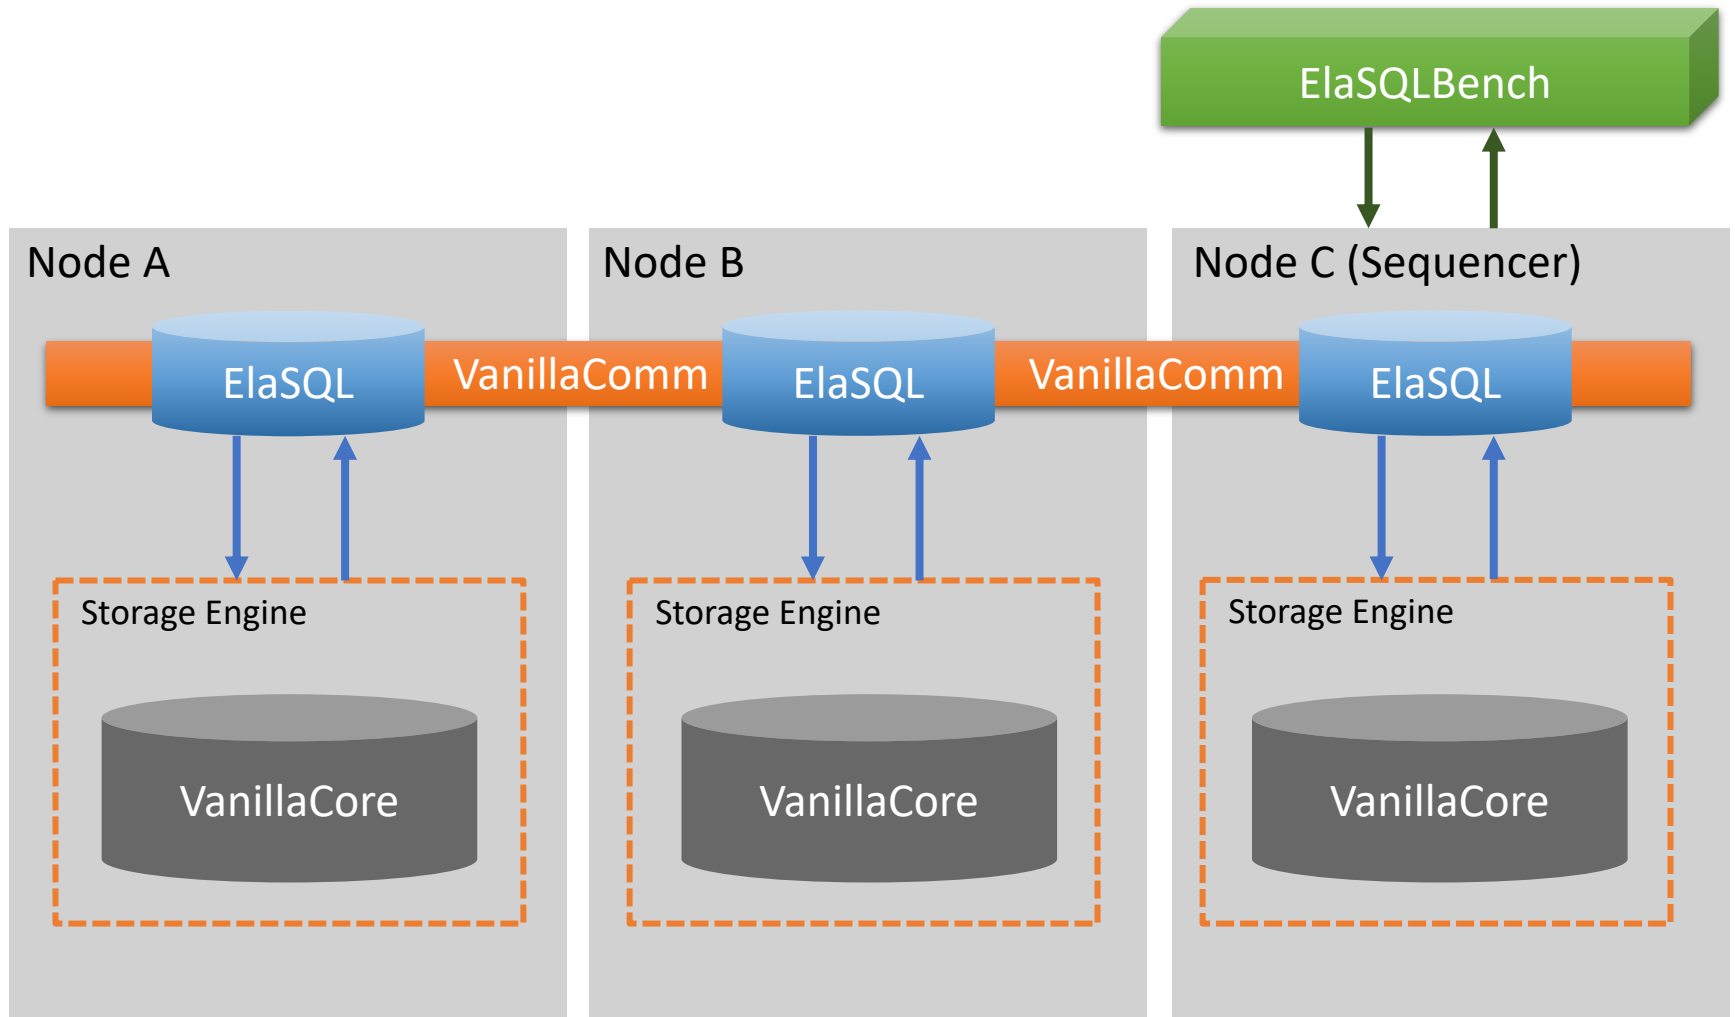 ElaSQLBench
Node A
Node B
Node C (Sequencer)
ElaSQL
VanillaComm
ElaSQL
VanillaComm
ElaSQL
Storage Engine
Storage Engine
Storage Engine
VanillaCore
VanillaCore
VanillaCore